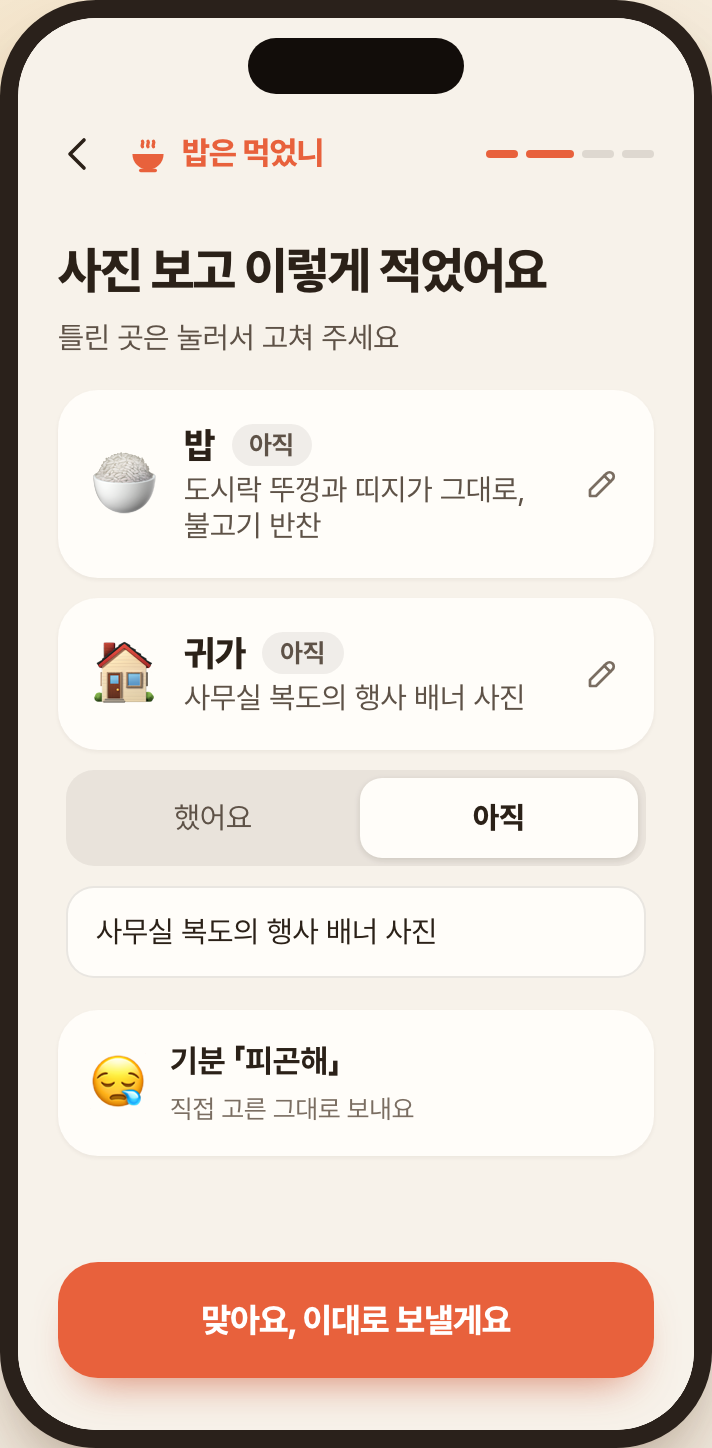 밥은 먹었니
사진 보고 이렇게 적었어요
틀린 곳은 눌러서 고쳐 주세요
밥 아직
도시락 뚜껑과 띠지가 그대로,
불고기 반찬
귀가 아직
사무실 복도의 행사 배너 사진
했어요 아직
사무실 복도의 행사 배너 사진
기분 「피곤해」
직접 고른 그대로 보내요
맞아요, 이대로 보낼게요